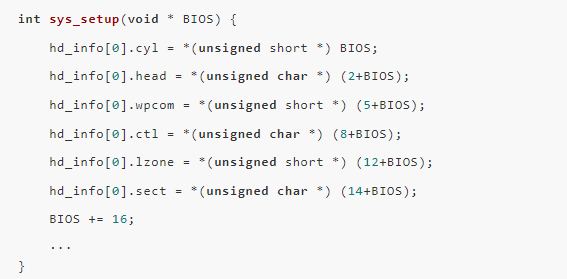 int sys_setup(void * BIOS) {
    hd_info[0].cyl = *(unsigned short *) BIOS;
    hd_info[0].head = *(unsigned char *) (2+BIOS);
    hd_info[0].wpcom = *(unsigned short *) (5+BIOS);
    hd_info[0].ctl = *(unsigned char *) (8+BIOS);
    hd_info[0].lzone = *(unsigned short *) (12+BIOS);
    hd_info[0].sect = *(unsigned char *) (14+BIOS);
    BIOS += 16;
    ...
}